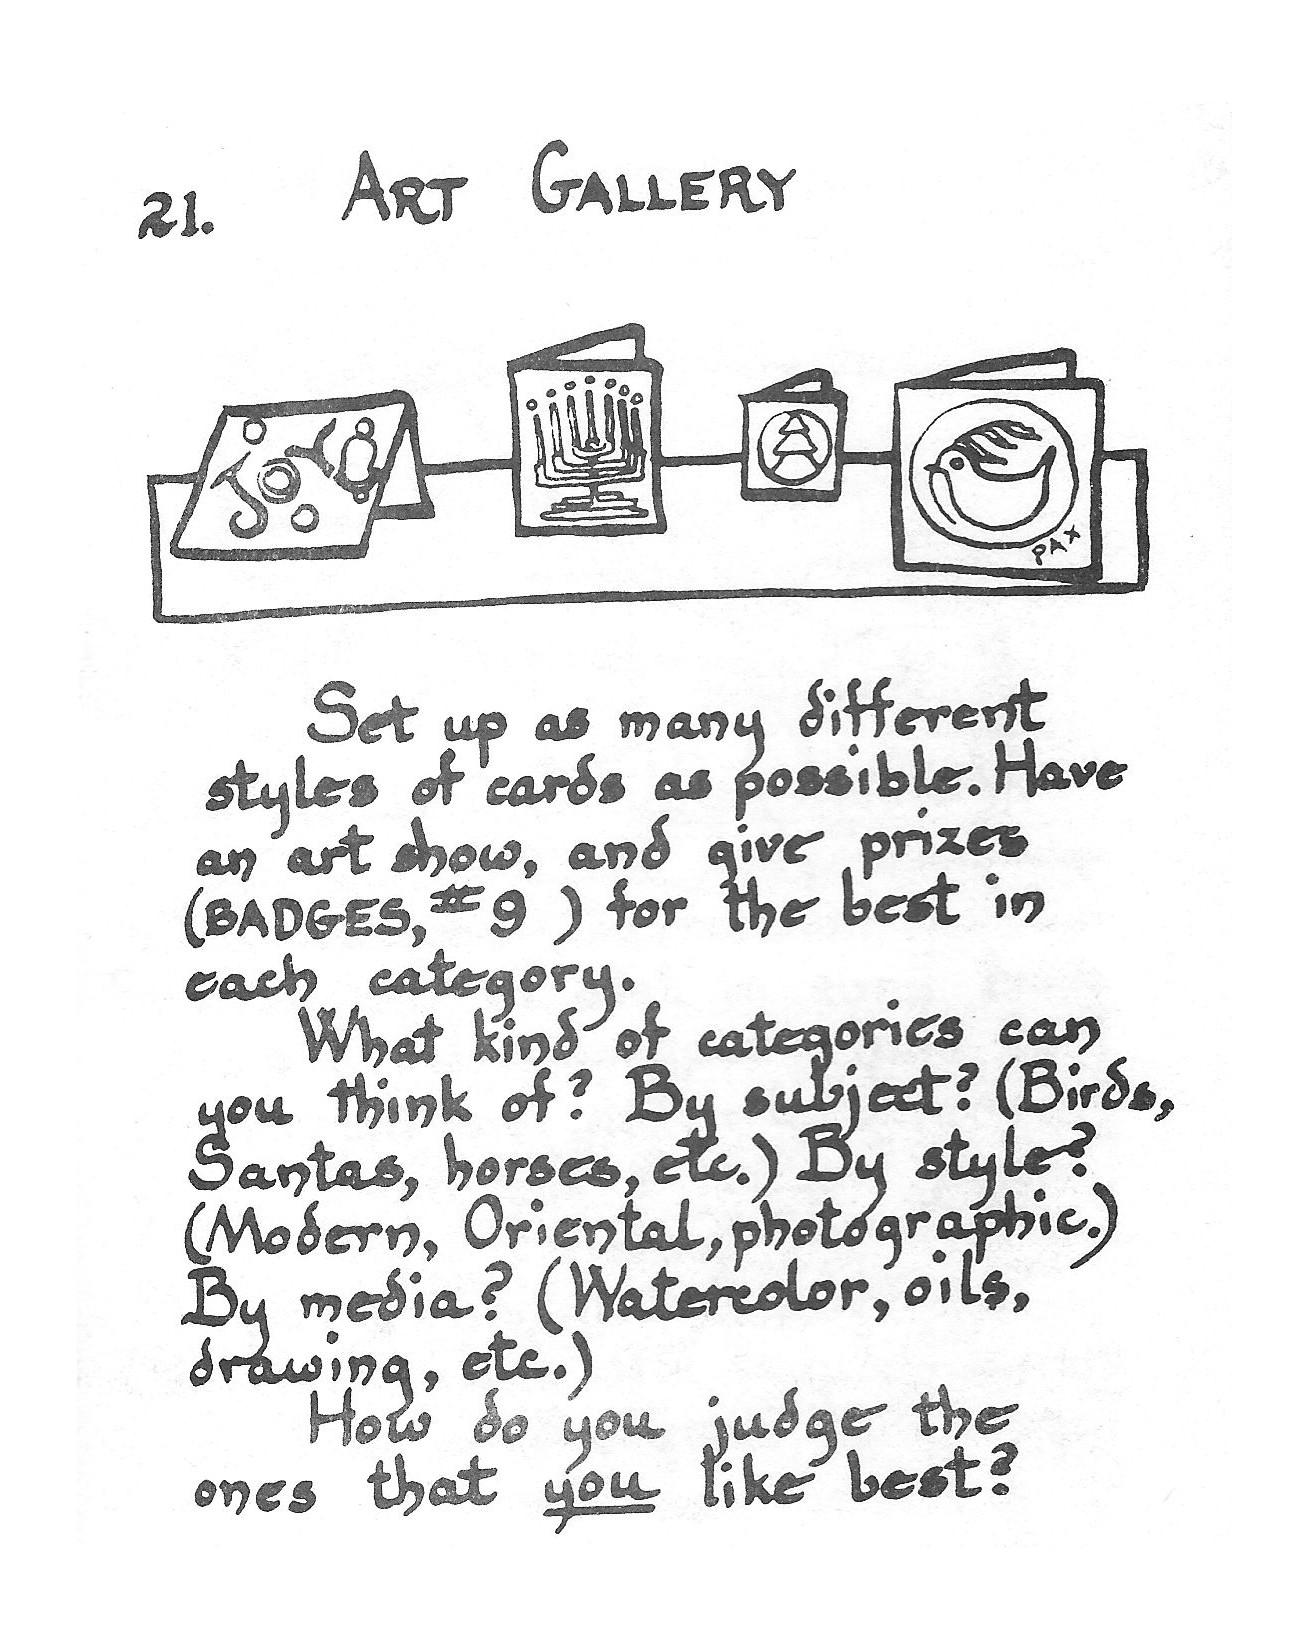 21. ART GALLERY
JOY
PAX
Set up as many different
styles of cards as possible. Have
an art show, and give prizes
(BADGES, #9 ) for the best in
each category.
What kind of categories can
you think of? By subject? (Birds,
Santas, horses, etc.) By style?
(Modern, Oriental, photographic.)
By media? (Watercolor, oils,
drawing, etc.)
How do you judge the
ones that you like best?